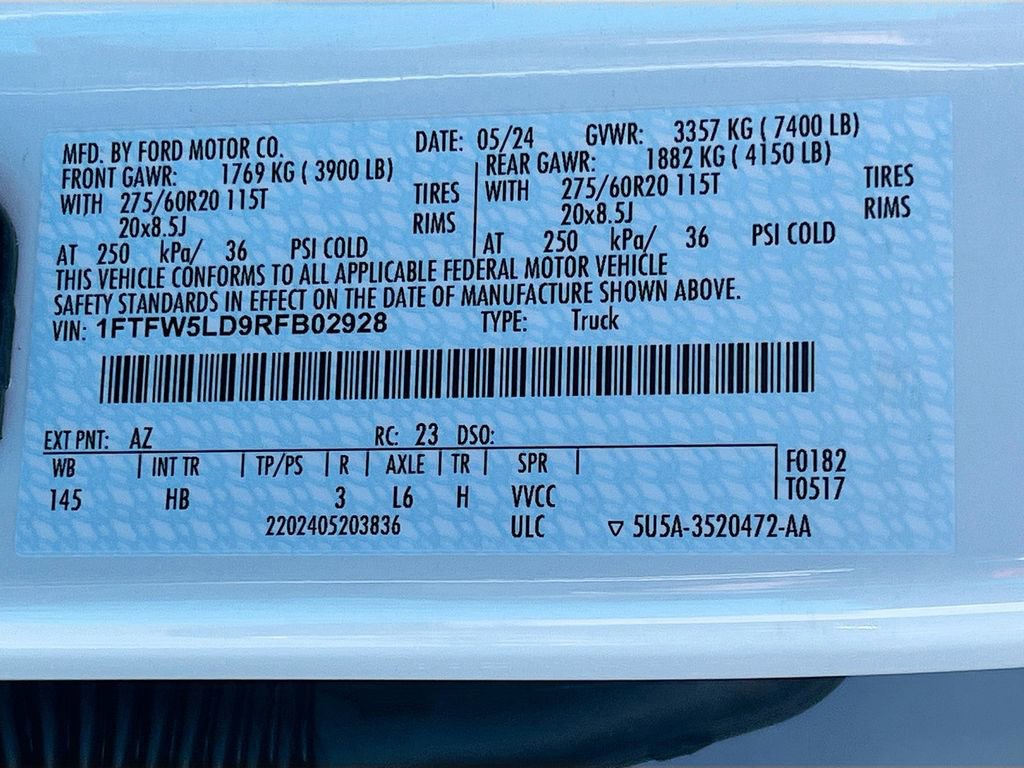 MFD. BY FORD MOTOR CO. DATE: 05/24 GVWR: 3357 KG ( 7400 LB)
FRONT GAWR: 1769 KG ( 3900 LB) REAR GAWR: 1882 KG ( 4150 LB)
WITH 275/60R20 115T TIRES WITH 275/60R20 115T TIRES
20x8.5J RIMS 20x8.5J RIMS
AT 250 kPa/ 36 PSI COLD AT 250 kPa/ 36 PSI COLD
THIS VEHICLE CONFORMS TO ALL APPLICABLE FEDERAL MOTOR VEHICLE
SAFETY STANDARDS IN EFFECT ON THE DATE OF MANUFACTURE SHOWN ABOVE.
VIN: 1FTFW5LD9RFB02928 TYPE: Truck
EXT PNT: AZ RC: 23 DSO:
WB | INT TR | TP/PS | R | AXLE | TR | SPR | F0182
145 HB 3 L6 H VVCC T0517
2202405203836 ULC ▽ 5U5A-3520472-AA